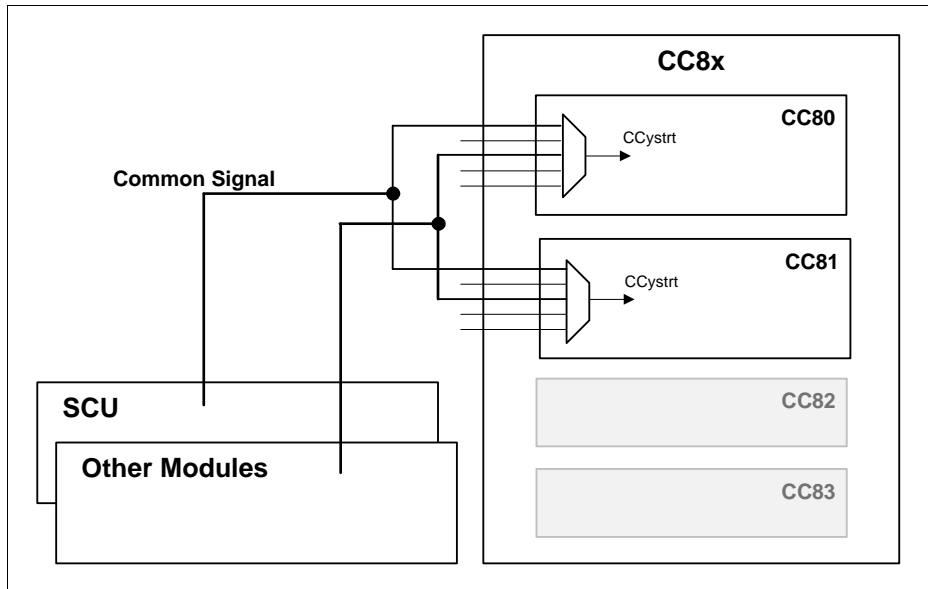 CC8x
CC80
CCystrt
Common Signal
CC81
CCystrt
SCU
CC82
Other Modules
CC83